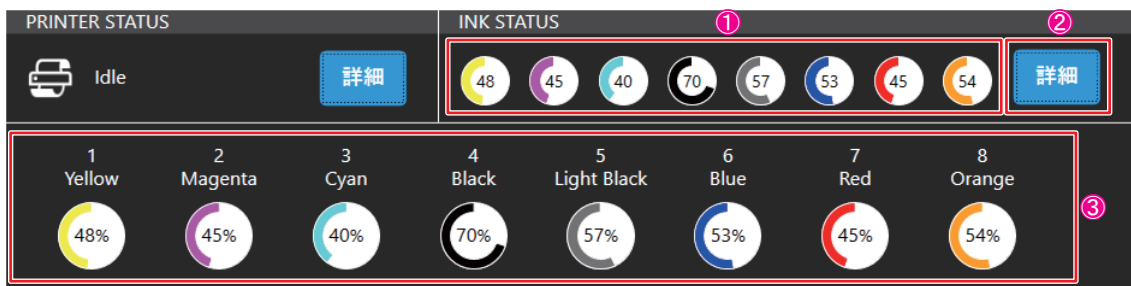 PRINTER STATUS
INK STATUS
①
②
Idle
詳細
48 45 40 70 57 53 45 54
詳細
1 2 3 4 5 6 7 8
Yellow Magenta Cyan Black Light Black Blue Red Orange
48% 45% 40% 70% 57% 53% 45% 54%
③